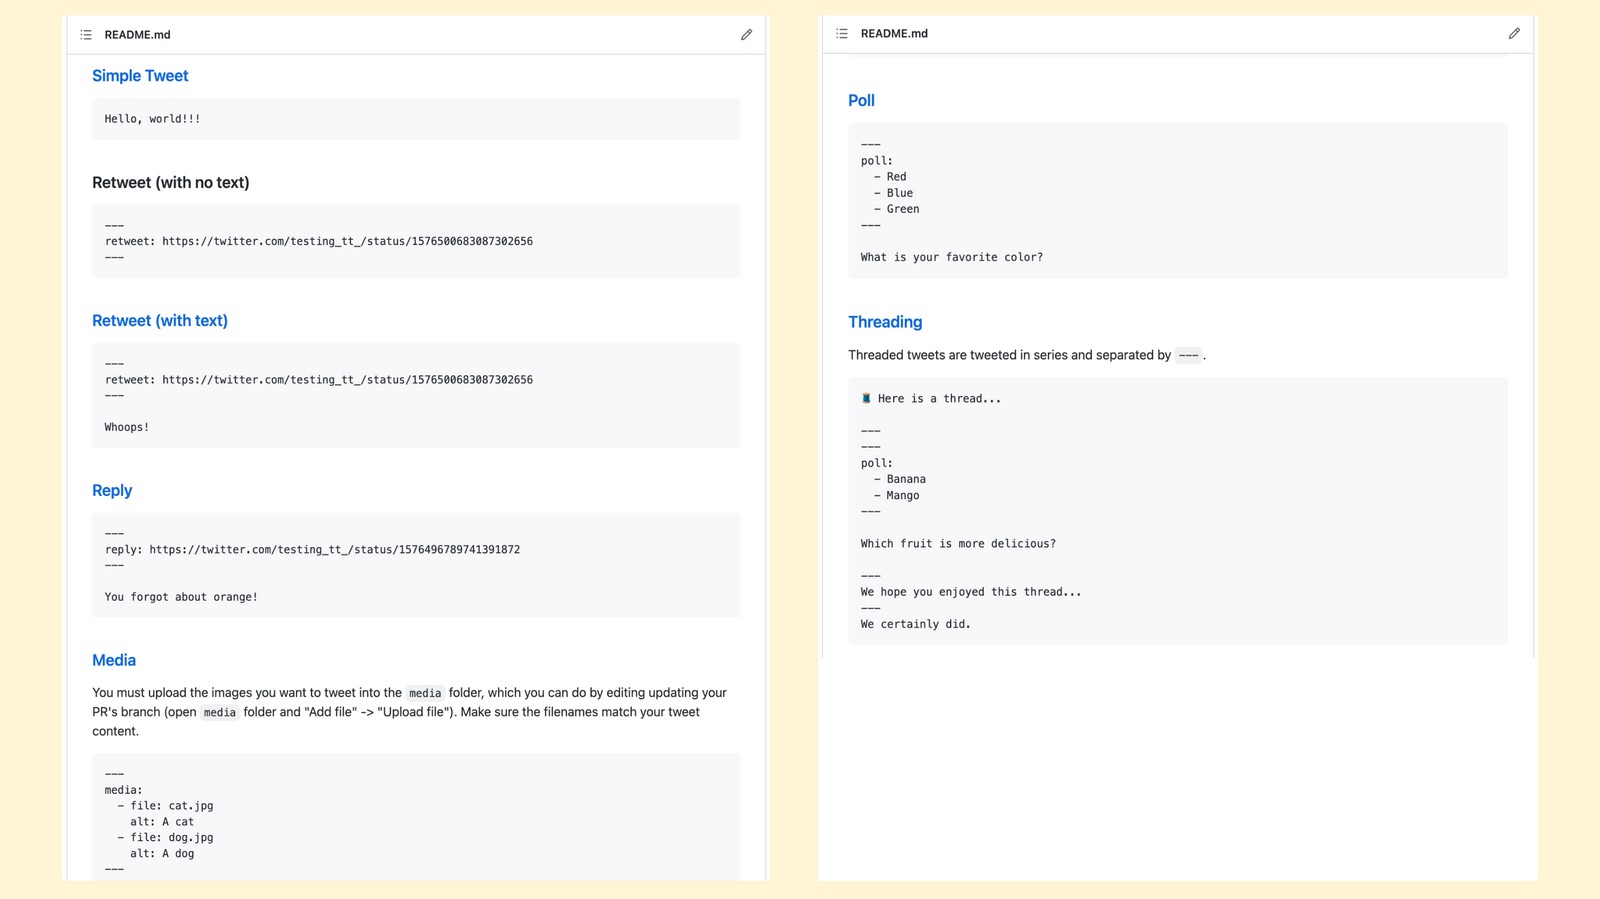 README.md
Simple Tweet
Hello, world!!!
Retweet (with no text)
---
retweet: https://twitter.com/testing_tt_/status/1576500683087302656
---
Retweet (with text)
---
retweet: https://twitter.com/testing_tt_/status/1576500683087302656
---
Whoops!
Reply
---
reply: https://twitter.com/testing_tt_/status/1576496789741391872
---
You forgot about orange!
Media
You must upload the images you want to tweet into the media folder, which you can do by editing updating your
PR's branch (open media folder and "Add file" -> "Upload file"). Make sure the filenames match your tweet
content.
---
media:
  - file: cat.jpg
    alt: A cat
  - file: dog.jpg
    alt: A dog
---
README.md
Poll
---
poll:
  - Red
  - Blue
  - Green
---
What is your favorite color?
Threading
Threaded tweets are tweeted in series and separated by ---.
🧵 Here is a thread...
---
---
poll:
  - Banana
  - Mango
---
Which fruit is more delicious?
---
We hope you enjoyed this thread...
---
We certainly did.